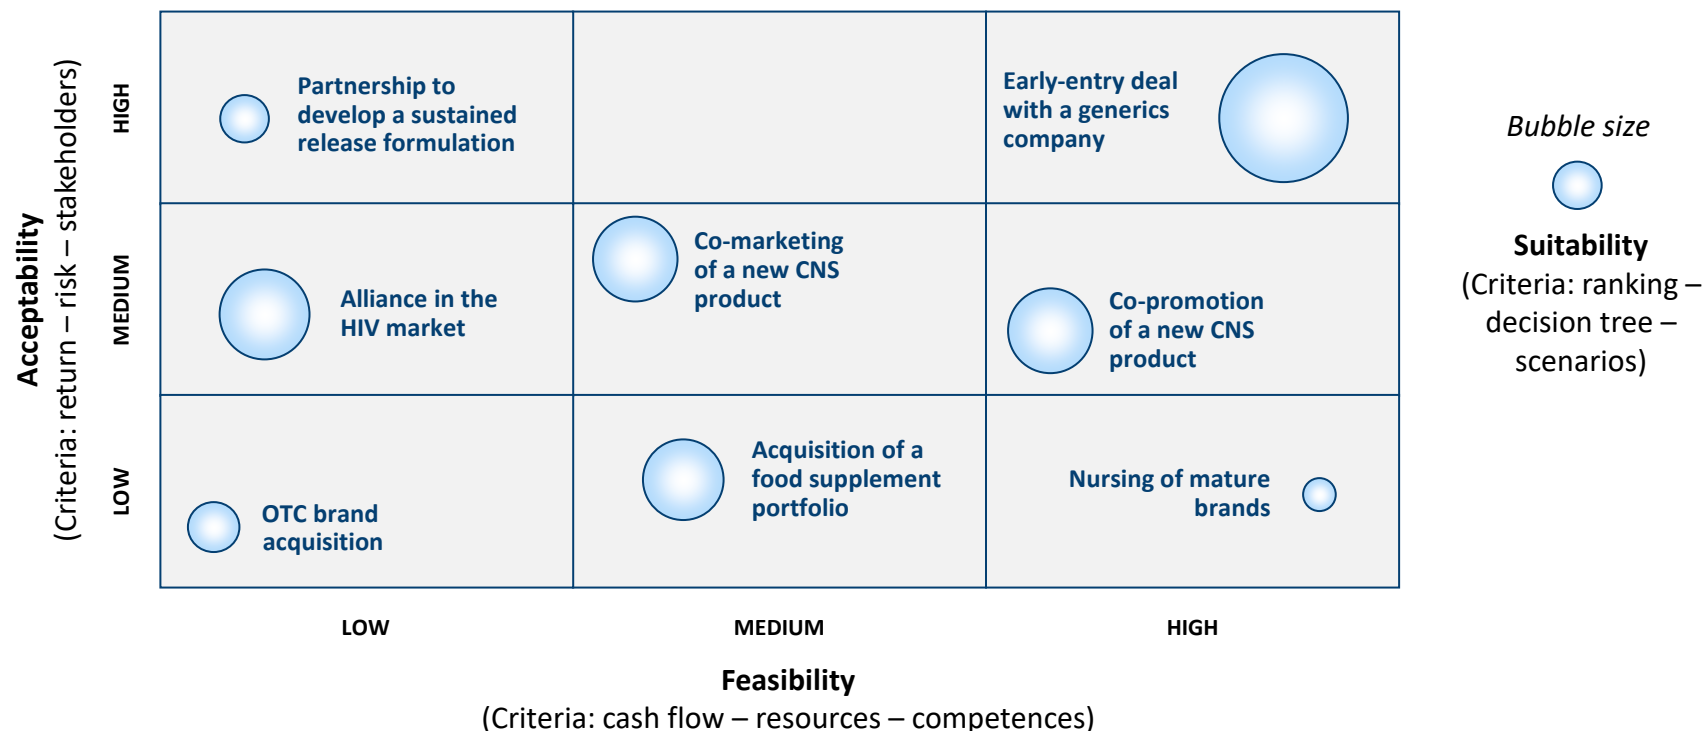 Acceptability
(Criteria: return – risk – stakeholders)
HIGH
MEDIUM
LOW
Partnership to
develop a sustained
release formulation
Early-entry deal
with a generics
company
Alliance in the
HIV market
Co-marketing
of a new CNS
product
Co-promotion
of a new CNS
product
OTC brand
acquisition
Acquisition of a
food supplement
portfolio
Nursing of mature
brands
LOW
MEDIUM
HIGH
Feasibility
(Criteria: cash flow – resources – competences)
Bubble size
Suitability
(Criteria: ranking –
decision tree –
scenarios)